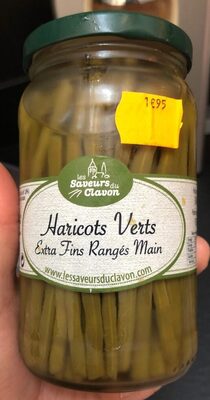 1€95
les
Saveurs du
Clavon
Haricots Verts
Extra Fins Rangés Main
www.lessaveursduclavon.com